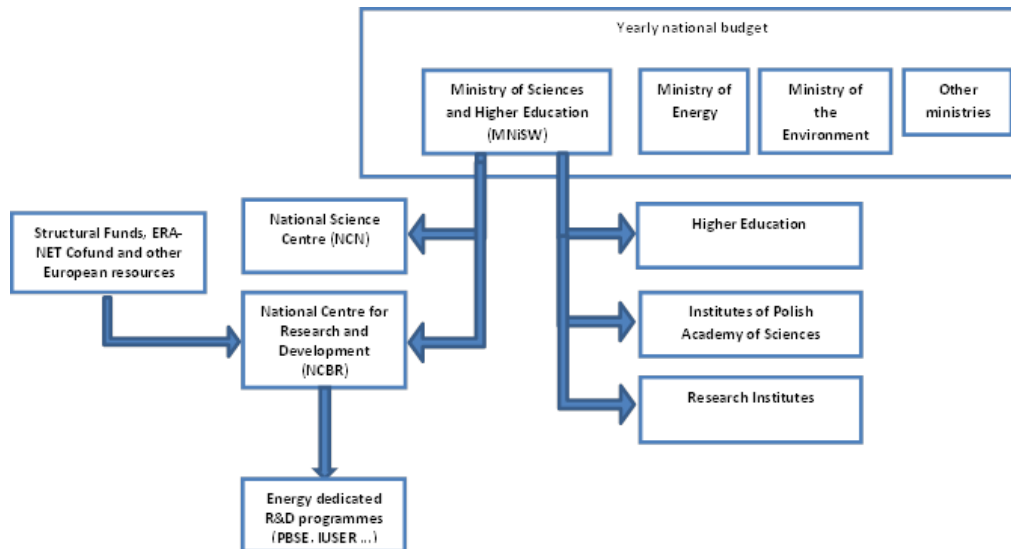 Yearly national budget
Ministry of Sciences
and Higher Education
(MNiSW)
Ministry of
Energy
Ministry of
the
Environment
Other
ministries
National Science
Centre (NCN)
Higher Education
Structural Funds, ERA-
NET Cofund and other
European resources
National Centre for
Research and
Development
(NCBR)
Institutes of Polish
Academy of Sciences
Research Institutes
Energy dedicated
R&D programmes
(PBSE, IUSER ...)